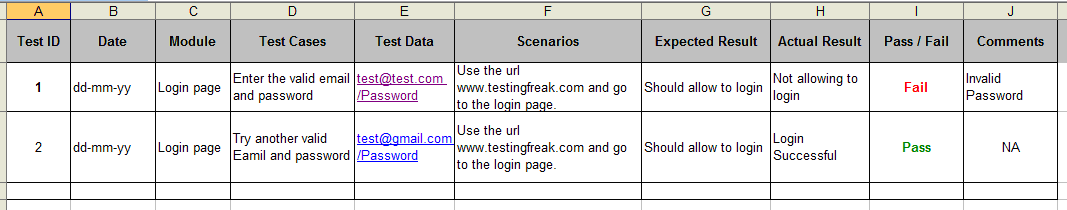 A B C D E F G H I J
Test ID Date Module Test Cases Test Data Scenarios Expected Result Actual Result Pass / Fail Comments
1 dd-mm-yy Login page Enter the valid email and password test@test.com /Password Use the url www.testingfreak.com and go to the login page. Should allow to login Not allowing to login Fail Invalid Password
2 dd-mm-yy Login page Try another valid Eamil and password test@gmail.com /Password Use the url www.testingfreak.com and go to the login page. Should allow to login Login Successful Pass NA